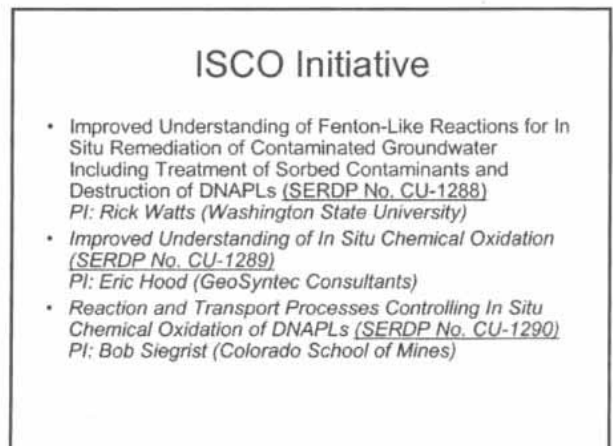 ISCO Initiative
• Improved Understanding of Fenton-Like Reactions for In
Situ Remediation of Contaminated Groundwater
Including Treatment of Sorbed Contaminants and
Destruction of DNAPLs (SERDP No. CU-1288)
PI: Rick Watts (Washington State University)
• Improved Understanding of In Situ Chemical Oxidation
(SERDP No. CU-1289)
PI: Eric Hood (GeoSyntec Consultants)
• Reaction and Transport Processes Controlling In Situ
Chemical Oxidation of DNAPLs (SERDP No. CU-1290)
PI: Bob Siegrist (Colorado School of Mines)